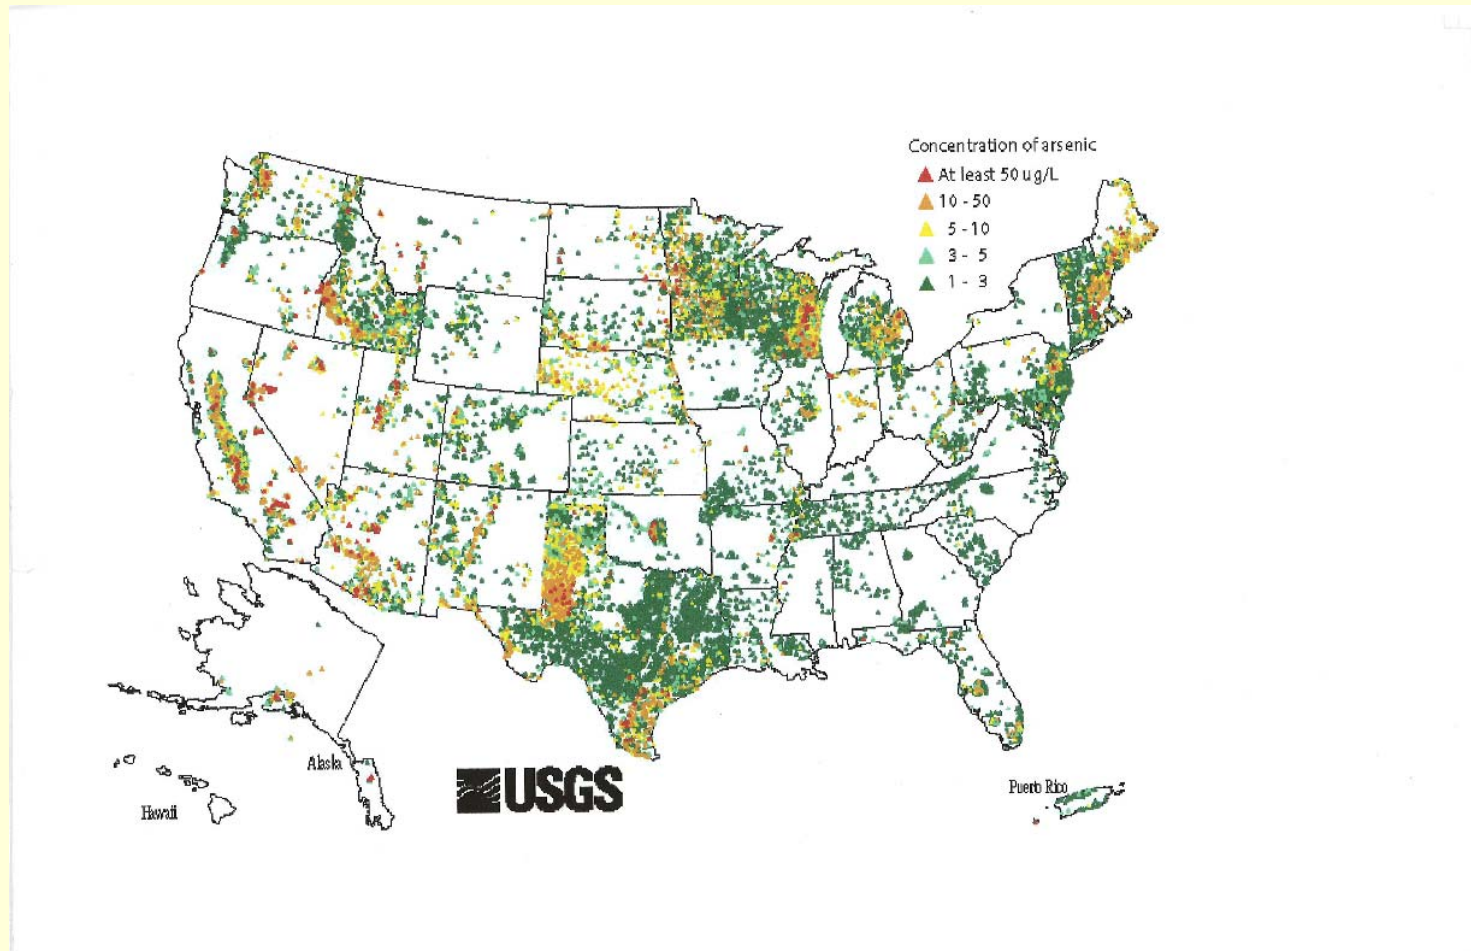 Concentration of arsenic
At least 50 ug/L
10 - 50
5 - 10
3 - 5
1 - 3
Alaska
Hawaii
USGS
Puerto Rico